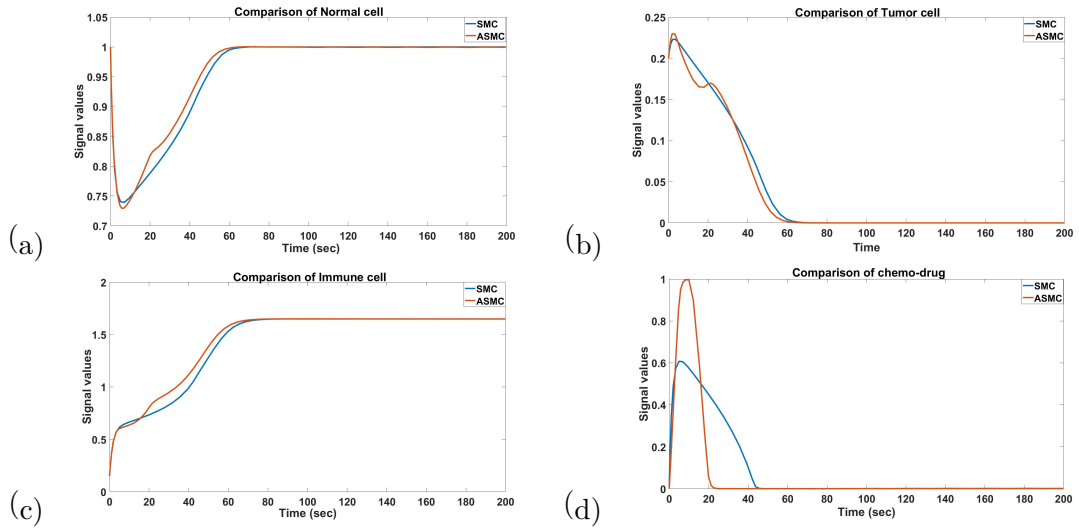 Comparison of Normal cell
SMC
ASMC
1.05
1
0.95
0.9
0.85
0.8
0.75
0.7
Signal values
0 20 40 60 80 100 120 140 160 180 200
Time (sec)
(a)
Comparison of Tumor cell
SMC
ASMC
0.25
0.2
0.15
0.1
0.05
0
Signal values
0 20 40 60 80 100 120 140 160 180 200
Time
(b)
Comparison of Immune cell
SMC
ASMC
2
1.5
1
0.5
0
Signal values
0 20 40 60 80 100 120 140 160 180 200
Time (sec)
(c)
Comparison of chemo-drug
SMC
ASMC
1
0.8
0.6
0.4
0.2
0
Signal values
0 20 40 60 80 100 120 140 160 180 200
Time (sec)
(d)